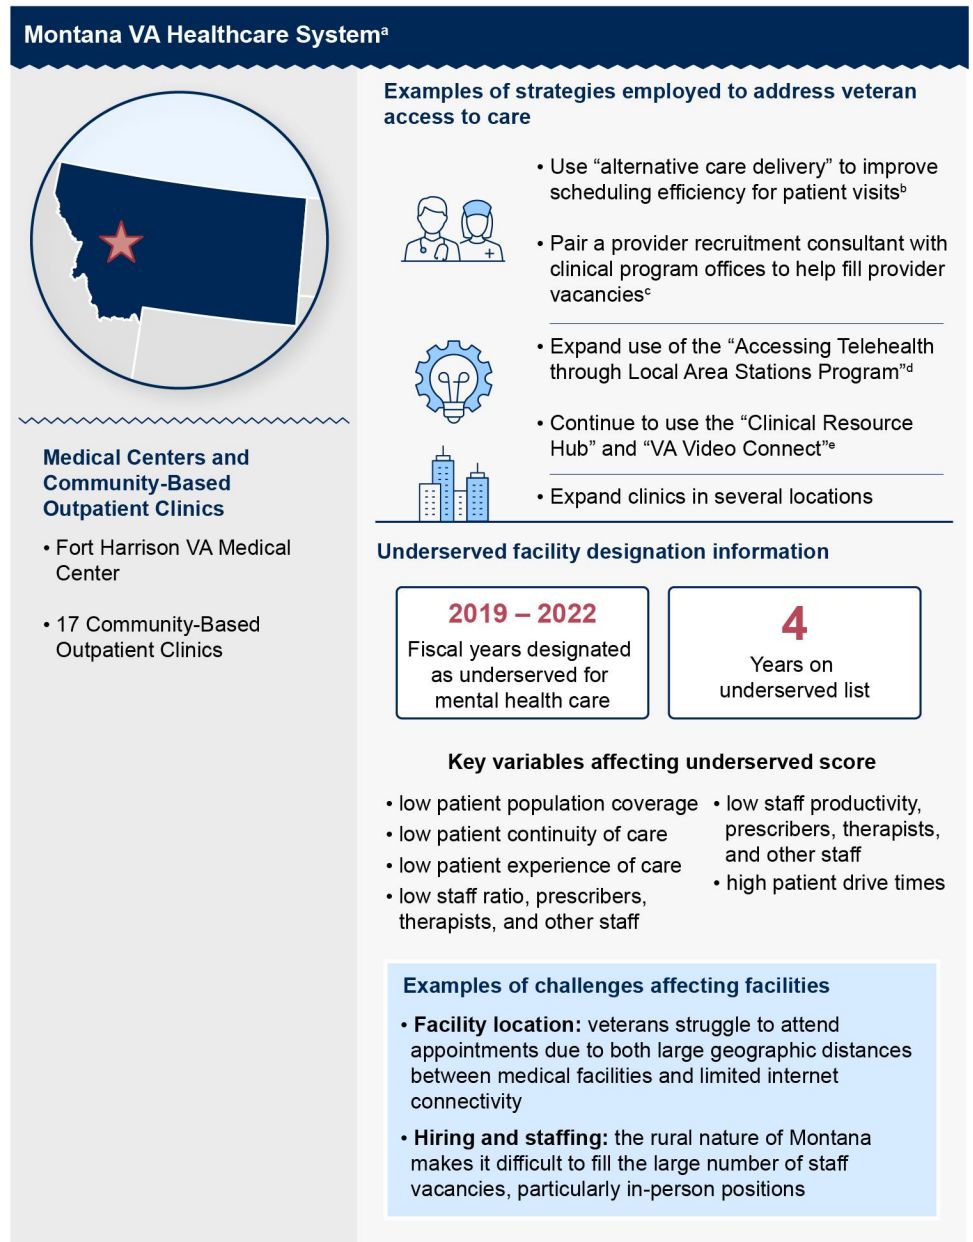 Montana VA Healthcare Systemᵃ
Medical Centers and
Community-Based
Outpatient Clinics
• Fort Harrison VA Medical
Center
• 17 Community-Based
Outpatient Clinics
Examples of strategies employed to address veteran
access to care
• Use “alternative care delivery” to improve
scheduling efficiency for patient visitsᵇ
• Pair a provider recruitment consultant with
clinical program offices to help fill provider
vacanciesᶜ
• Expand use of the “Accessing Telehealth
through Local Area Stations Program”ᵈ
• Continue to use the “Clinical Resource
Hub” and “VA Video Connect”ᵉ
• Expand clinics in several locations
Underserved facility designation information
2019 – 2022
Fiscal years designated
as underserved for
mental health care
4
Years on
underserved list
Key variables affecting underserved score
• low patient population coverage
• low patient continuity of care
• low patient experience of care
• low staff ratio, prescribers,
therapists, and other staff
• low staff productivity,
prescribers, therapists,
and other staff
• high patient drive times
Examples of challenges affecting facilities
• Facility location: veterans struggle to attend
appointments due to both large geographic distances
between medical facilities and limited internet
connectivity
• Hiring and staffing: the rural nature of Montana
makes it difficult to fill the large number of staff
vacancies, particularly in-person positions